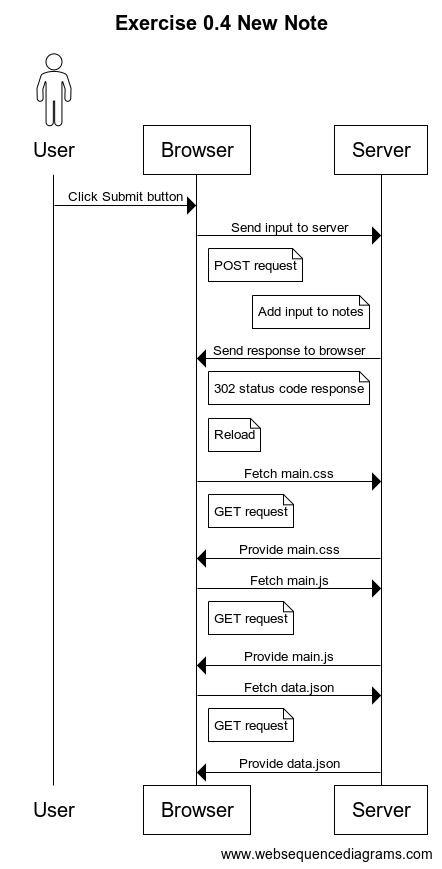 Exercise 0.4 New Note
User
Browser
Server
Click Submit button
Send input to server
POST request
Add input to notes
Send response to browser
302 status code response
Reload
Fetch main.css
GET request
Provide main.css
Fetch main.js
GET request
Provide main.js
Fetch data.json
GET request
Provide data.json
User
Browser
Server
www.websequencediagrams.com